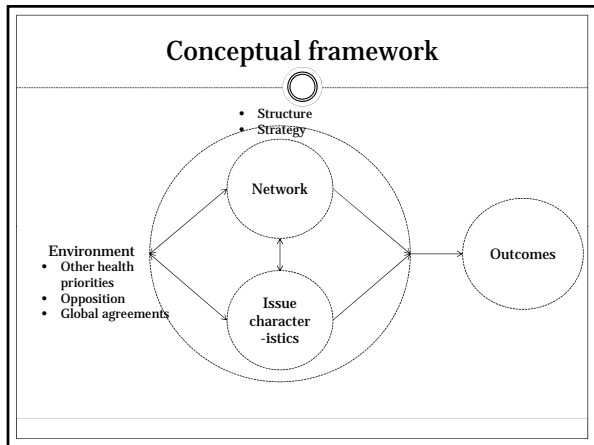 Conceptual framework
• Structure
• Strategy
Network
Environment
• Other health
priorities
• Opposition
• Global agreements
Issue
character
-istics
Outcomes